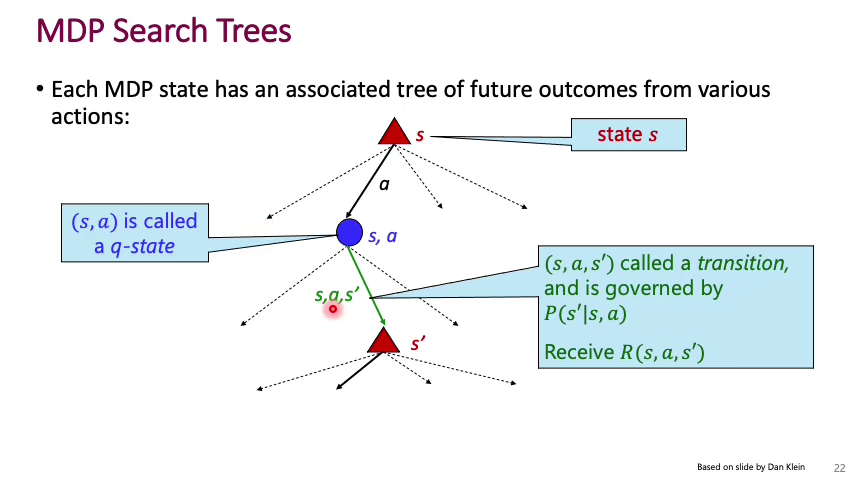 MDP Search Trees
• Each MDP state has an associated tree of future outcomes from various
actions:
s
state s
a
(s, a) is called
a q-state
s, a
(s, a, s′) called a transition,
and is governed by
P(s′|s, a)
Receive R(s, a, s′)
s,a,s’
s’
Based on slide by Dan Klein
22